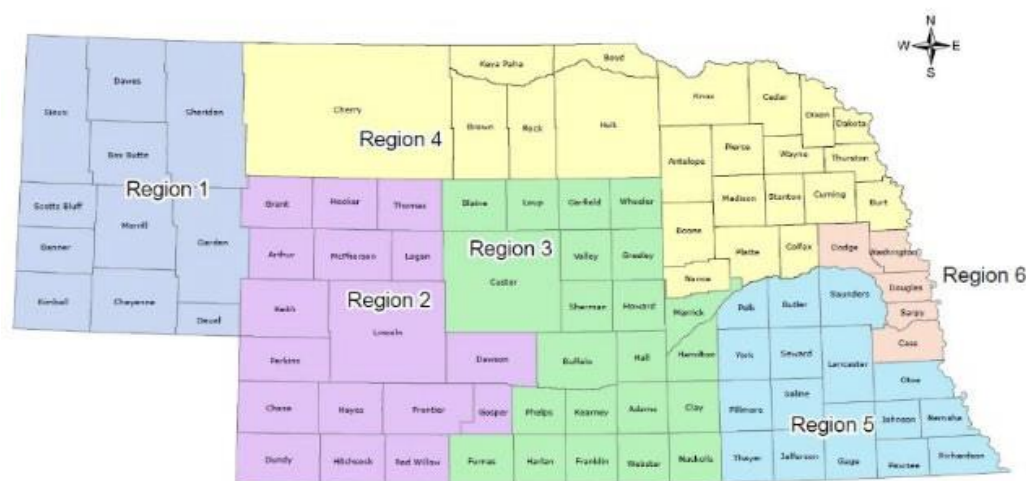 N
W E
S
Sioux
Dawes
Sheridan
Box Butte
Region 1
Scotts Bluff
Morrill
Garden
Banner
Kimball
Cheyenne
Deuel
Cherry
Keya Paha
Boyd
Region 4
Brown
Rock
Holt
Knox
Cedar
Dixon
Dakota
Antelope
Pierce
Wayne
Thurston
Madison
Stanton
Cuming
Burt
Boone
Platte
Colfax
Nance
Grant
Hooker
Thomas
Arthur
McPherson
Logan
Region 2
Keith
Lincoln
Perkins
Dawson
Chase
Hayes
Frontier
Gosper
Dundy
Hitchcock
Red Willow
Blaine
Loup
Garfield
Wheeler
Region 3
Custer
Valley
Greeley
Sherman
Howard
Merrick
Buffalo
Hall
Hamilton
Phelps
Kearney
Adams
Clay
Furnas
Harlan
Franklin
Webster
Nuckolls
Dodge
Washington
Douglas
Region 6
Sarpy
Cass
Polk
Butler
Saunders
York
Seward
Lancaster
Otoe
Fillmore
Saline
Region 5
Johnson
Nemaha
Thayer
Jefferson
Gage
Pawnee
Richardson